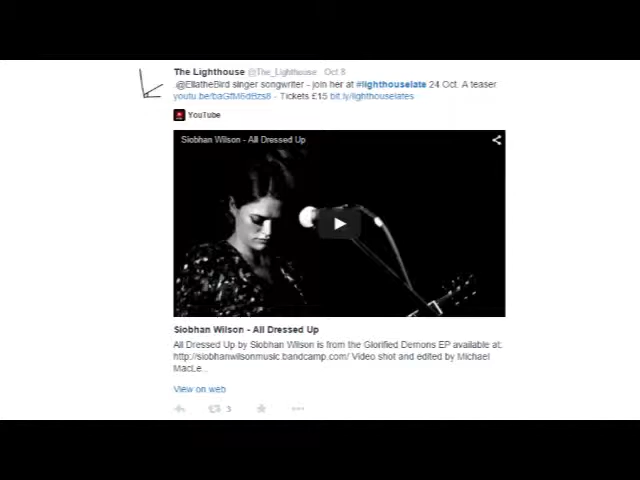 The Lighthouse @The_Lighthouse Oct 8
.@EllatheBird singer songwriter - join her at #lighthouselate 24 Oct. A teaser
youtu.be/baGfM6dBzs8 - Tickets £15 bit.ly/lighthouselates
YouTube
Siobhan Wilson - All Dressed Up
Siobhan Wilson - All Dressed Up
All Dressed Up by Siobhan Wilson is from the Glorified Demons EP available at:
http://siobhanwilsonmusic.bandcamp.com/ Video shot and edited by Michael
MacLe...
View on web
3